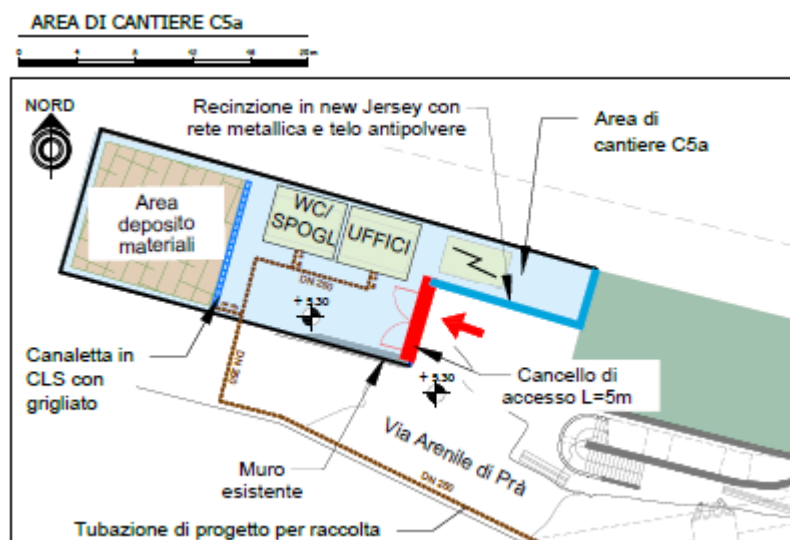 AREA DI CANTIERE C5a
0 4 8 12 16 20m
NORD
Recinzione in new Jersey con
rete metallica e telo antipolvere
Area di
cantiere C5a
Area
deposito
materiali
WC/
SPOGL
UFFICI
DN 250
+ 5.30
Canaletta in
CLS con
grigliato
DN 250
+ 5.30
Cancello di
accesso L=5m
Via Arenile di Prà
Muro
esistente
DN 250
Tubazione di progetto per raccolta